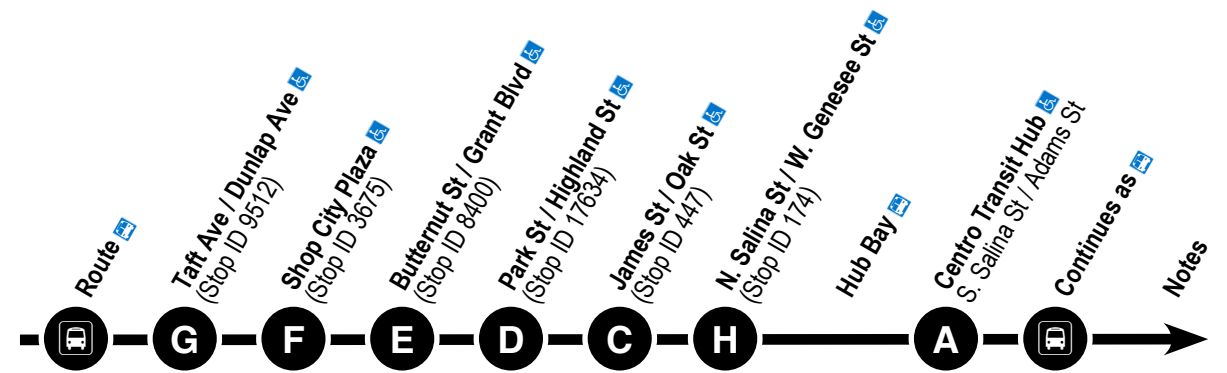 Route
Taft Ave / Dunlap Ave
(Stop ID 9512)
Shop City Plaza
(Stop ID 3675)
Butternut St / Grant Blvd
(Stop ID 8400)
Park St / Highland St
(Stop ID 17634)
James St / Oak St
(Stop ID 447)
N. Salina St / W. Genesee St
(Stop ID 174)
Hub Bay
Centro Transit Hub
S. Salina St / Adams St
Continues as
Notes
G
F
E
D
C
H
A